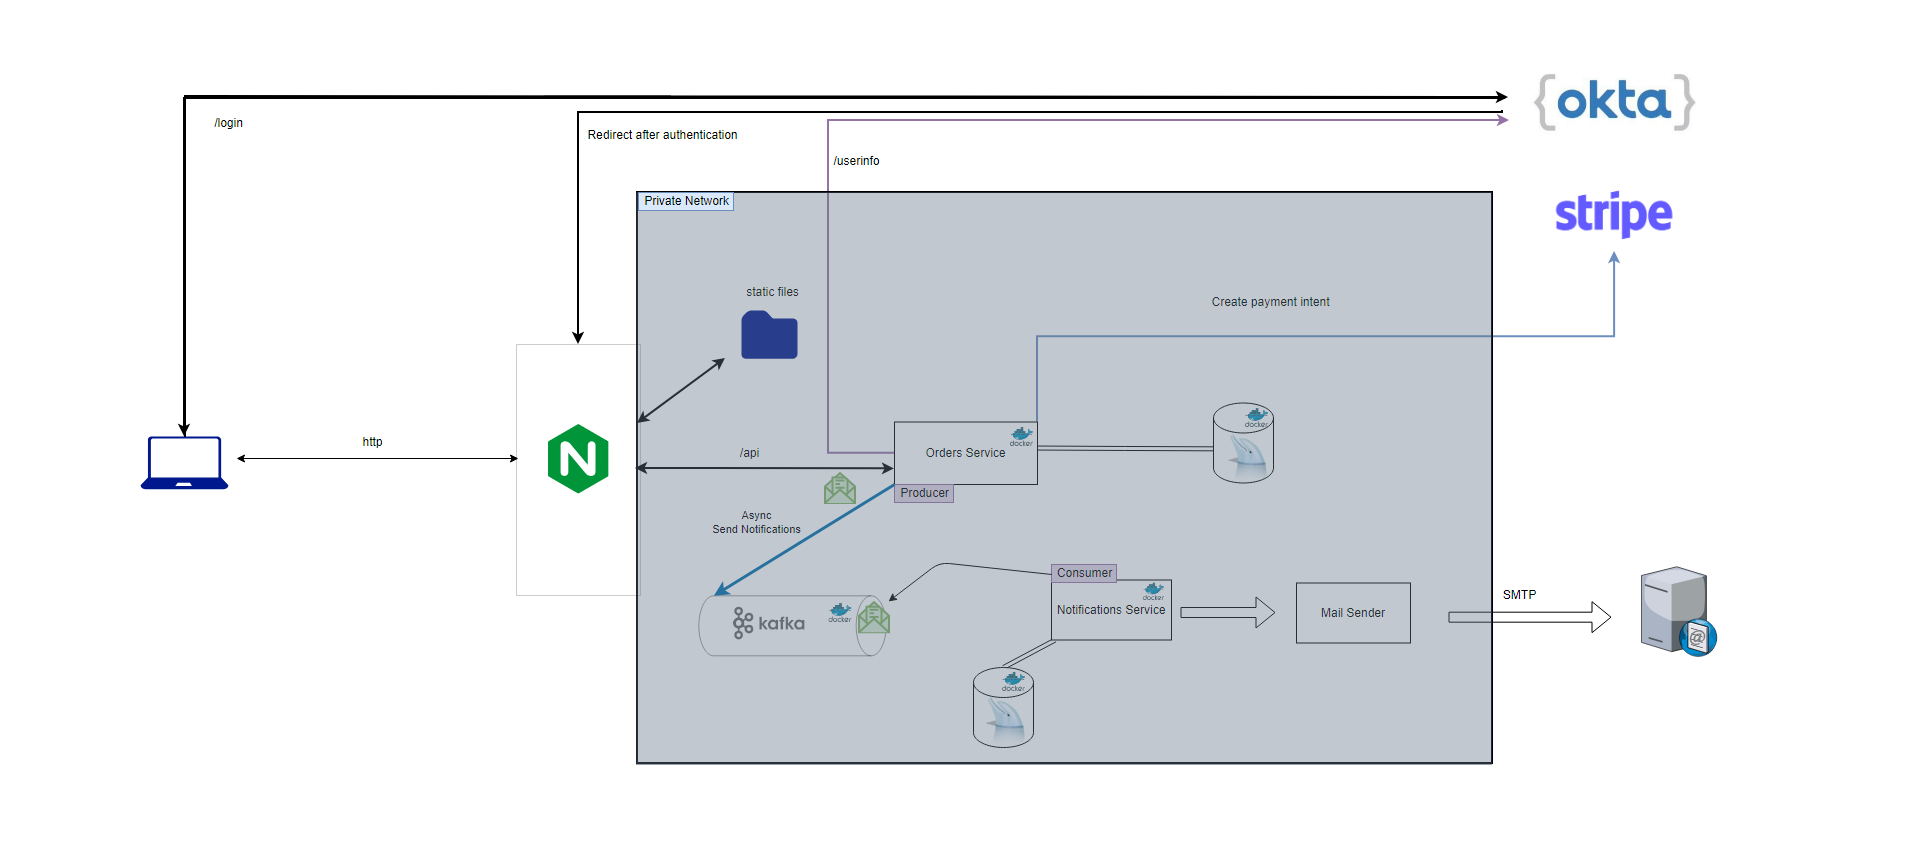 {okta}
/login
Redirect after authentication
/userinfo
Private Network
stripe
static files
Create payment intent
docker
docker
http
N
/api
Orders Service
Producer
Async
Send Notifications
Consumer
docker
SMTP
kafka
docker
Notifications Service
Mail Sender
@
docker